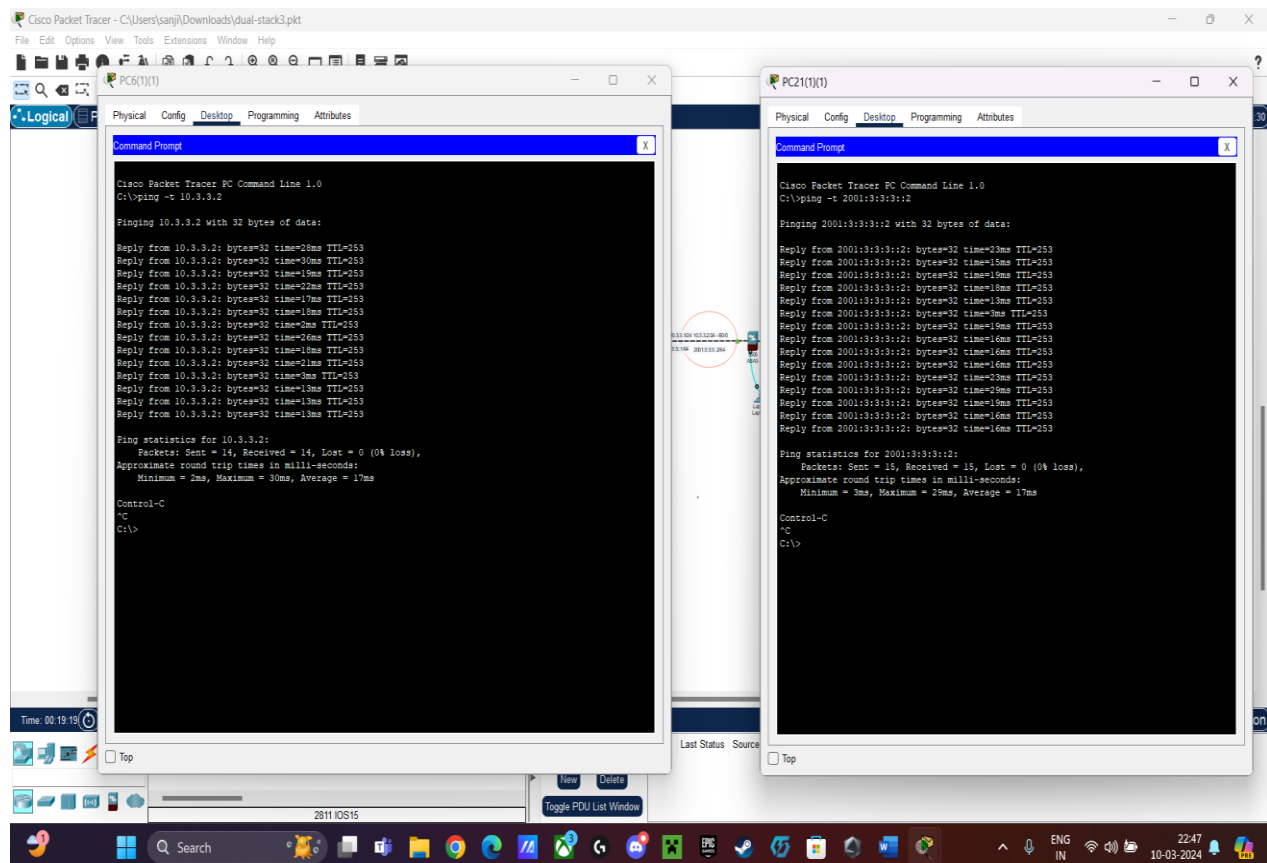 Cisco Packet Tracer - C:\Users\sanji\Downloads\dual-stack3.pkt
File Edit Options View Tools Extensions Window Help
?
PC6(1)(1)
Physical Config Desktop Programming Attributes
Command Prompt
X
Cisco Packet Tracer PC Command Line 1.0
C:\>ping -t 10.3.3.2
Pinging 10.3.3.2 with 32 bytes of data:
Reply from 10.3.3.2: bytes=32 time=28ms TTL=253
Reply from 10.3.3.2: bytes=32 time=30ms TTL=253
Reply from 10.3.3.2: bytes=32 time=19ms TTL=253
Reply from 10.3.3.2: bytes=32 time=22ms TTL=253
Reply from 10.3.3.2: bytes=32 time=17ms TTL=253
Reply from 10.3.3.2: bytes=32 time=18ms TTL=253
Reply from 10.3.3.2: bytes=32 time=2ms TTL=253
Reply from 10.3.3.2: bytes=32 time=26ms TTL=253
Reply from 10.3.3.2: bytes=32 time=18ms TTL=253
Reply from 10.3.3.2: bytes=32 time=21ms TTL=253
Reply from 10.3.3.2: bytes=32 time=3ms TTL=253
Reply from 10.3.3.2: bytes=32 time=13ms TTL=253
Reply from 10.3.3.2: bytes=32 time=13ms TTL=253
Reply from 10.3.3.2: bytes=32 time=13ms TTL=253
Ping statistics for 10.3.3.2:
Packets: Sent = 14, Received = 14, Lost = 0 (0% loss),
Approximate round trip times in milli-seconds:
Minimum = 2ms, Maximum = 30ms, Average = 17ms
Control-C
^C
C:\>
Top
PC21(1)(1)
Physical Config Desktop Programming Attributes
Command Prompt
X
Cisco Packet Tracer PC Command Line 1.0
C:\>ping -t 2001:3:3:3::2
Pinging 2001:3:3:3::2 with 32 bytes of data:
Reply from 2001:3:3:3::2: bytes=32 time=23ms TTL=253
Reply from 2001:3:3:3::2: bytes=32 time=15ms TTL=253
Reply from 2001:3:3:3::2: bytes=32 time=19ms TTL=253
Reply from 2001:3:3:3::2: bytes=32 time=18ms TTL=253
Reply from 2001:3:3:3::2: bytes=32 time=13ms TTL=253
Reply from 2001:3:3:3::2: bytes=32 time=3ms TTL=253
Reply from 2001:3:3:3::2: bytes=32 time=19ms TTL=253
Reply from 2001:3:3:3::2: bytes=32 time=16ms TTL=253
Reply from 2001:3:3:3::2: bytes=32 time=16ms TTL=253
Reply from 2001:3:3:3::2: bytes=32 time=16ms TTL=253
Reply from 2001:3:3:3::2: bytes=32 time=23ms TTL=253
Reply from 2001:3:3:3::2: bytes=32 time=29ms TTL=253
Reply from 2001:3:3:3::2: bytes=32 time=19ms TTL=253
Reply from 2001:3:3:3::2: bytes=32 time=16ms TTL=253
Reply from 2001:3:3:3::2: bytes=32 time=16ms TTL=253
Ping statistics for 2001:3:3:3::2:
Packets: Sent = 15, Received = 15, Lost = 0 (0% loss),
Approximate round trip times in milli-seconds:
Minimum = 3ms, Maximum = 29ms, Average = 17ms
Control-C
^C
C:\>
Top
Logical P
:30
Time: 00:19:19
on
Last Status Source
New Delete
Toggle PDU List Window
2811 IOS15
Search
ENG
IN
22:47
10-03-2024